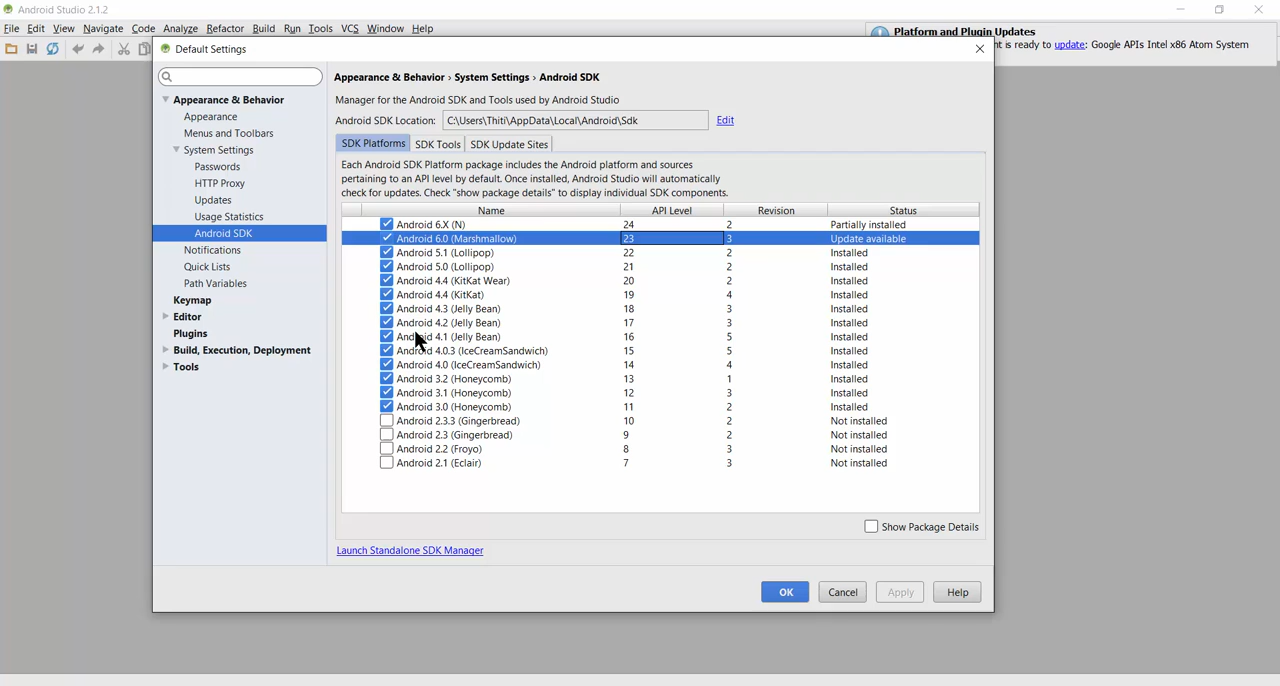 Android Studio 2.1.2
File Edit View Navigate Code Analyze Refactor Build Run Tools VCS Window Help
Platform and Plugin Updates
nt is ready to update: Google APIs Intel x86 Atom System
Default Settings
Appearance & Behavior
Appearance
Menus and Toolbars
System Settings
Passwords
HTTP Proxy
Updates
Usage Statistics
Android SDK
Notifications
Quick Lists
Path Variables
Keymap
Editor
Plugins
Build, Execution, Deployment
Tools
Appearance & Behavior › System Settings › Android SDK
Manager for the Android SDK and Tools used by Android Studio
Android SDK Location: C:\Users\Thiti\AppData\Local\Android\Sdk Edit
SDK Platforms SDK Tools SDK Update Sites
Each Android SDK Platform package includes the Android platform and sources
pertaining to an API level by default. Once installed, Android Studio will automatically
check for updates. Check "show package details" to display individual SDK components.
Name API Level Revision Status
Android 6.X (N) 24 2 Partially installed
Android 6.0 (Marshmallow) 23 3 Update available
Android 5.1 (Lollipop) 22 2 Installed
Android 5.0 (Lollipop) 21 2 Installed
Android 4.4 (KitKat Wear) 20 2 Installed
Android 4.4 (KitKat) 19 4 Installed
Android 4.3 (Jelly Bean) 18 3 Installed
Android 4.2 (Jelly Bean) 17 3 Installed
Android 4.1 (Jelly Bean) 16 5 Installed
Android 4.0.3 (IceCreamSandwich) 15 5 Installed
Android 4.0 (IceCreamSandwich) 14 4 Installed
Android 3.2 (Honeycomb) 13 1 Installed
Android 3.1 (Honeycomb) 12 3 Installed
Android 3.0 (Honeycomb) 11 2 Installed
Android 2.3.3 (Gingerbread) 10 2 Not installed
Android 2.3 (Gingerbread) 9 2 Not installed
Android 2.2 (Froyo) 8 3 Not installed
Android 2.1 (Eclair) 7 3 Not installed
Show Package Details
Launch Standalone SDK Manager
OK Cancel Apply Help